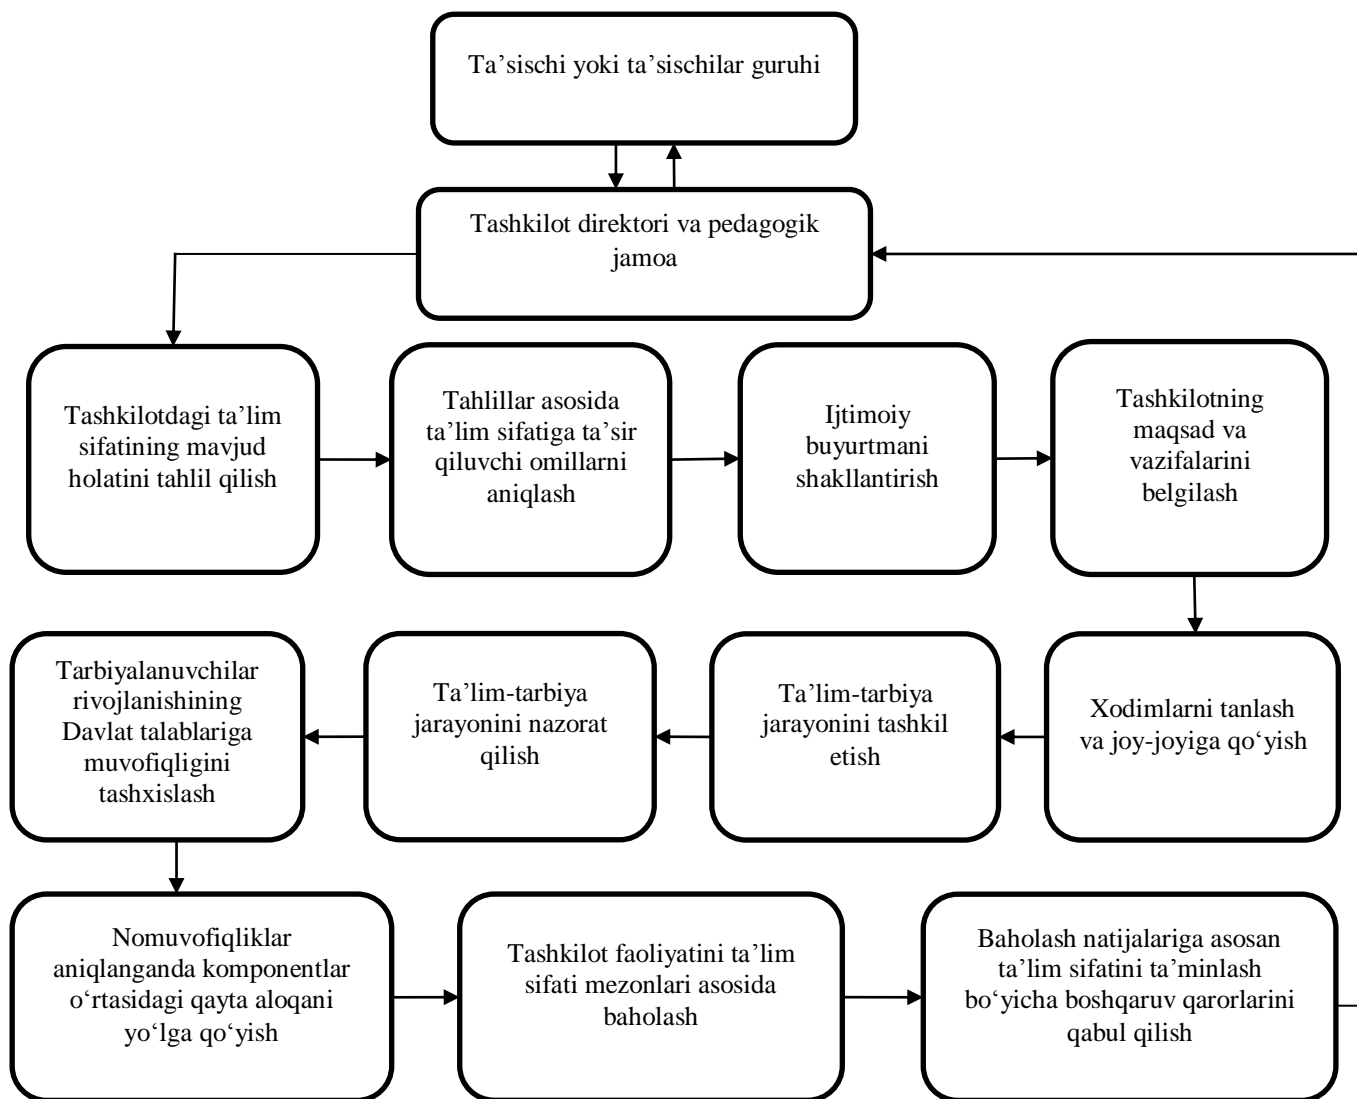 Ta’sischi yoki ta’sischilar guruhi
Tashkilot direktori va pedagogik
jamoa
Tashkilotdagi ta’lim
sifatining mavjud
holatini tahlil qilish
Tahlillar asosida
ta’lim sifatiga ta’sir
qiluvchi omillarni
aniqlash
Ijtimoiy
buyurtmani
shakllantirish
Tashkilotning
maqsad va
vazifalarini
belgilash
Tarbiyalanuvchilar
rivojlanishining
Davlat talablariga
muvofiqligini
tashxislash
Ta’lim-tarbiya
jarayonini nazorat
qilish
Ta’lim-tarbiya
jarayonini tashkil
etish
Xodimlarni tanlash
va joy-joyiga qo‘yish
Nomuvofiqliklar
aniqlanganda komponentlar
o‘rtasidagi qayta aloqani
yo‘lga qo‘yish
Tashkilot faoliyatini ta’lim
sifati mezonlari asosida
baholash
Baholash natijalariga asosan
ta’lim sifatini ta’minlash
bo‘yicha boshqaruv qarorlarini
qabul qilish